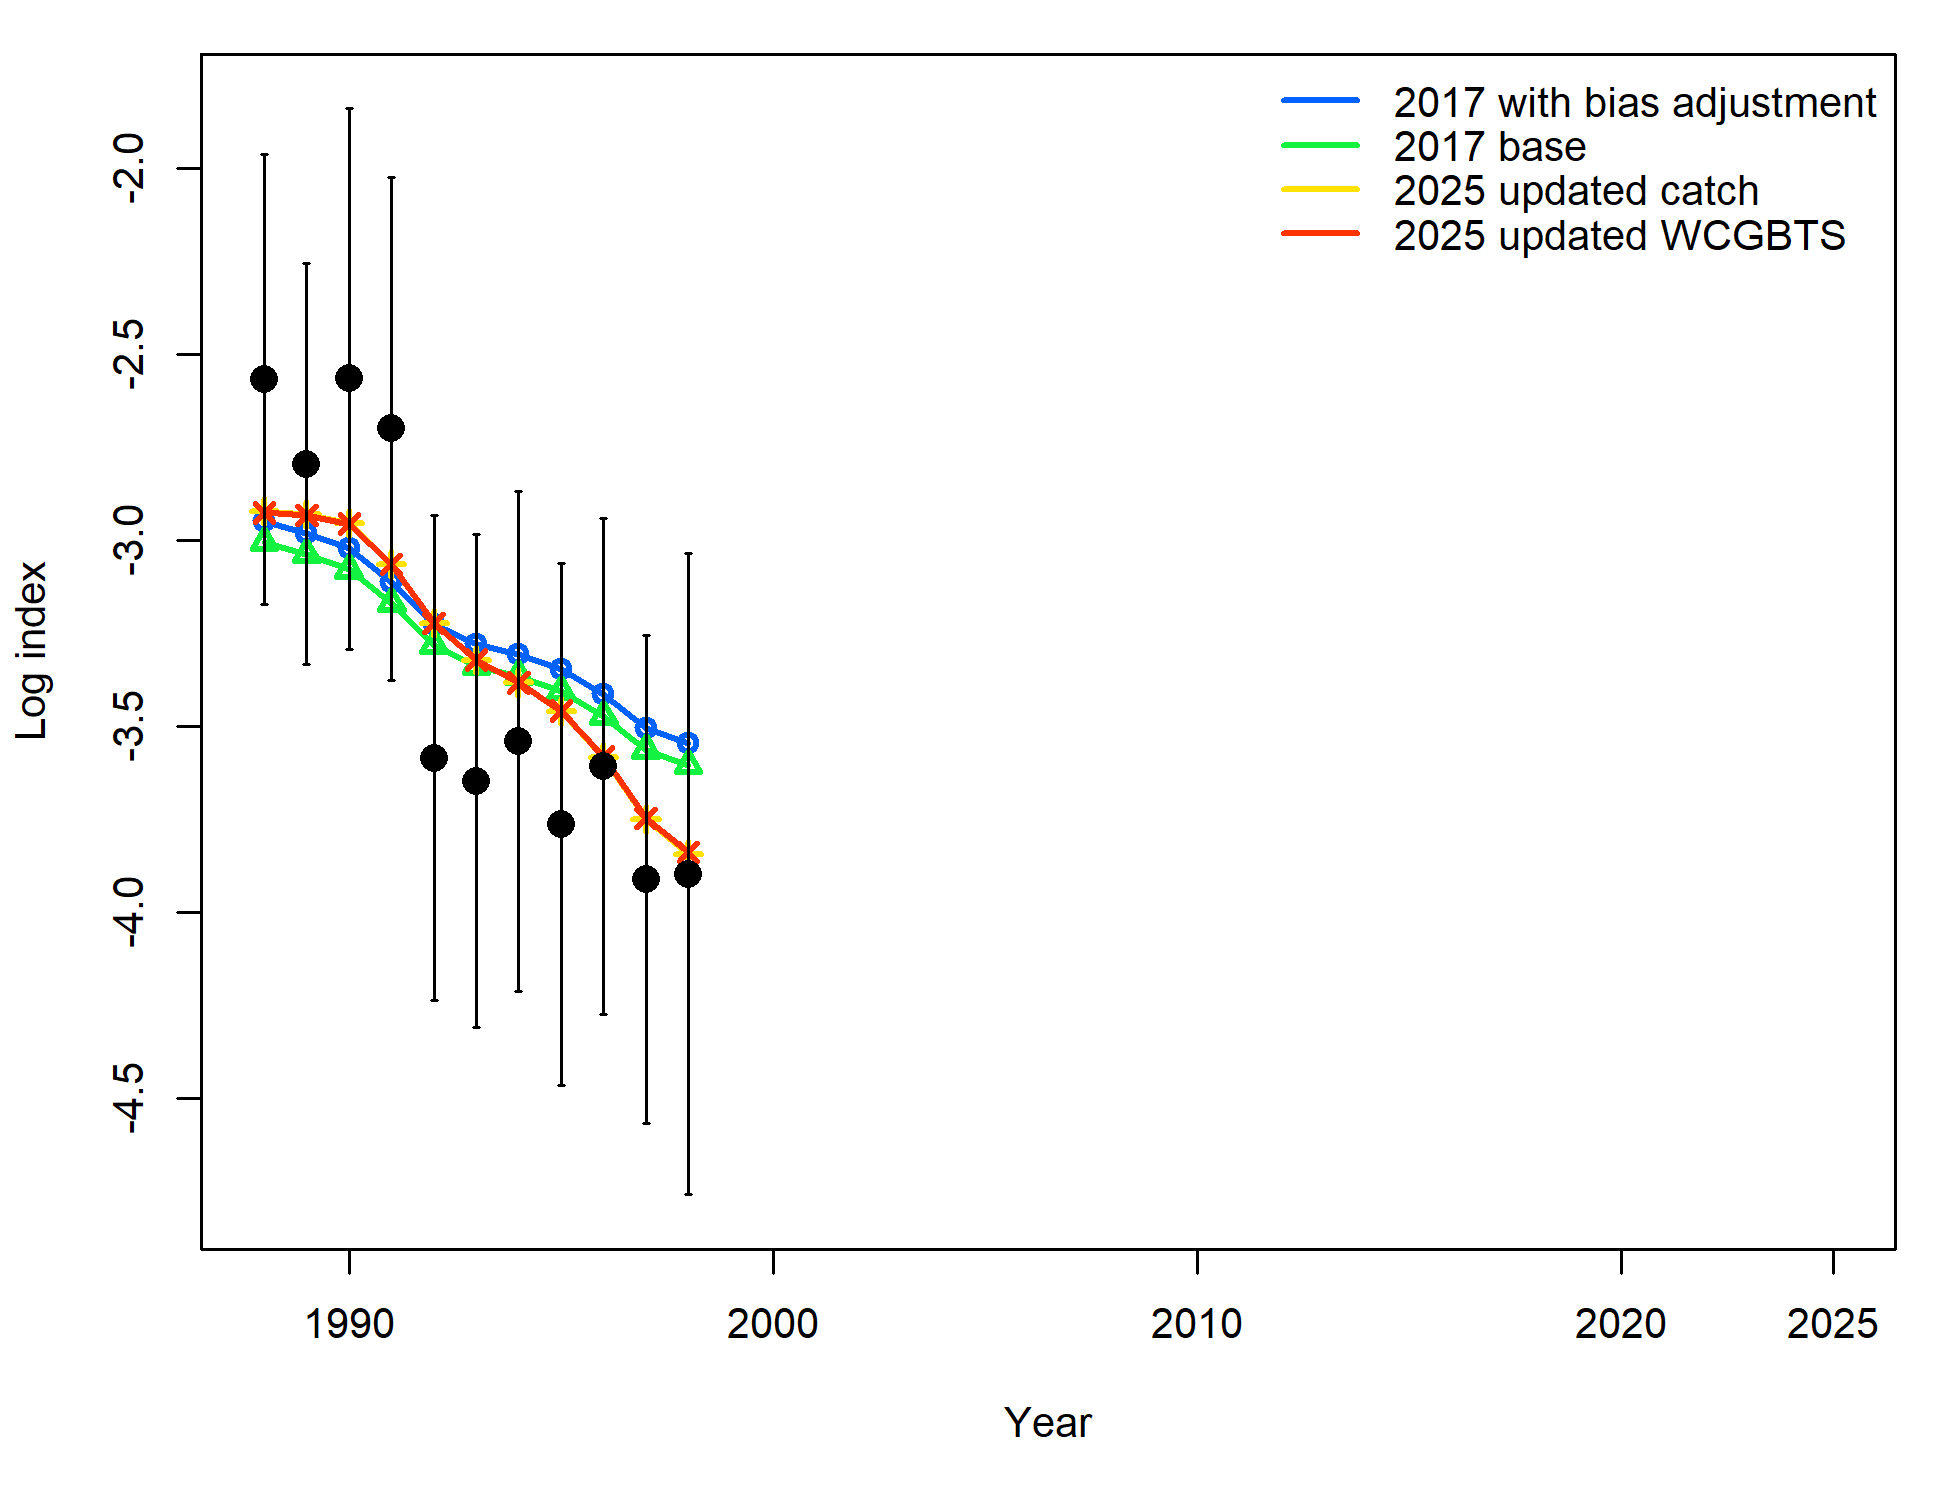 2017 with bias adjustment
2017 base
2025 updated catch
2025 updated WCGBTS
Log index
-2.0
-2.5
-3.0
-3.5
-4.0
-4.5
1990 2000 2010 2020 2025
Year